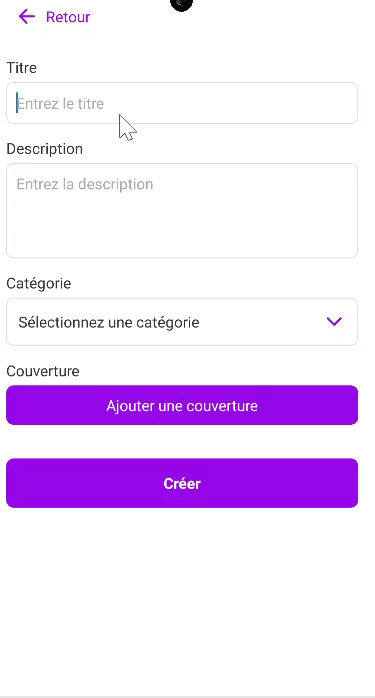 Retour
Titre
Entrez le titre
Description
Entrez la description
Catégorie
Sélectionnez une catégorie
Couverture
Ajouter une couverture
Créer